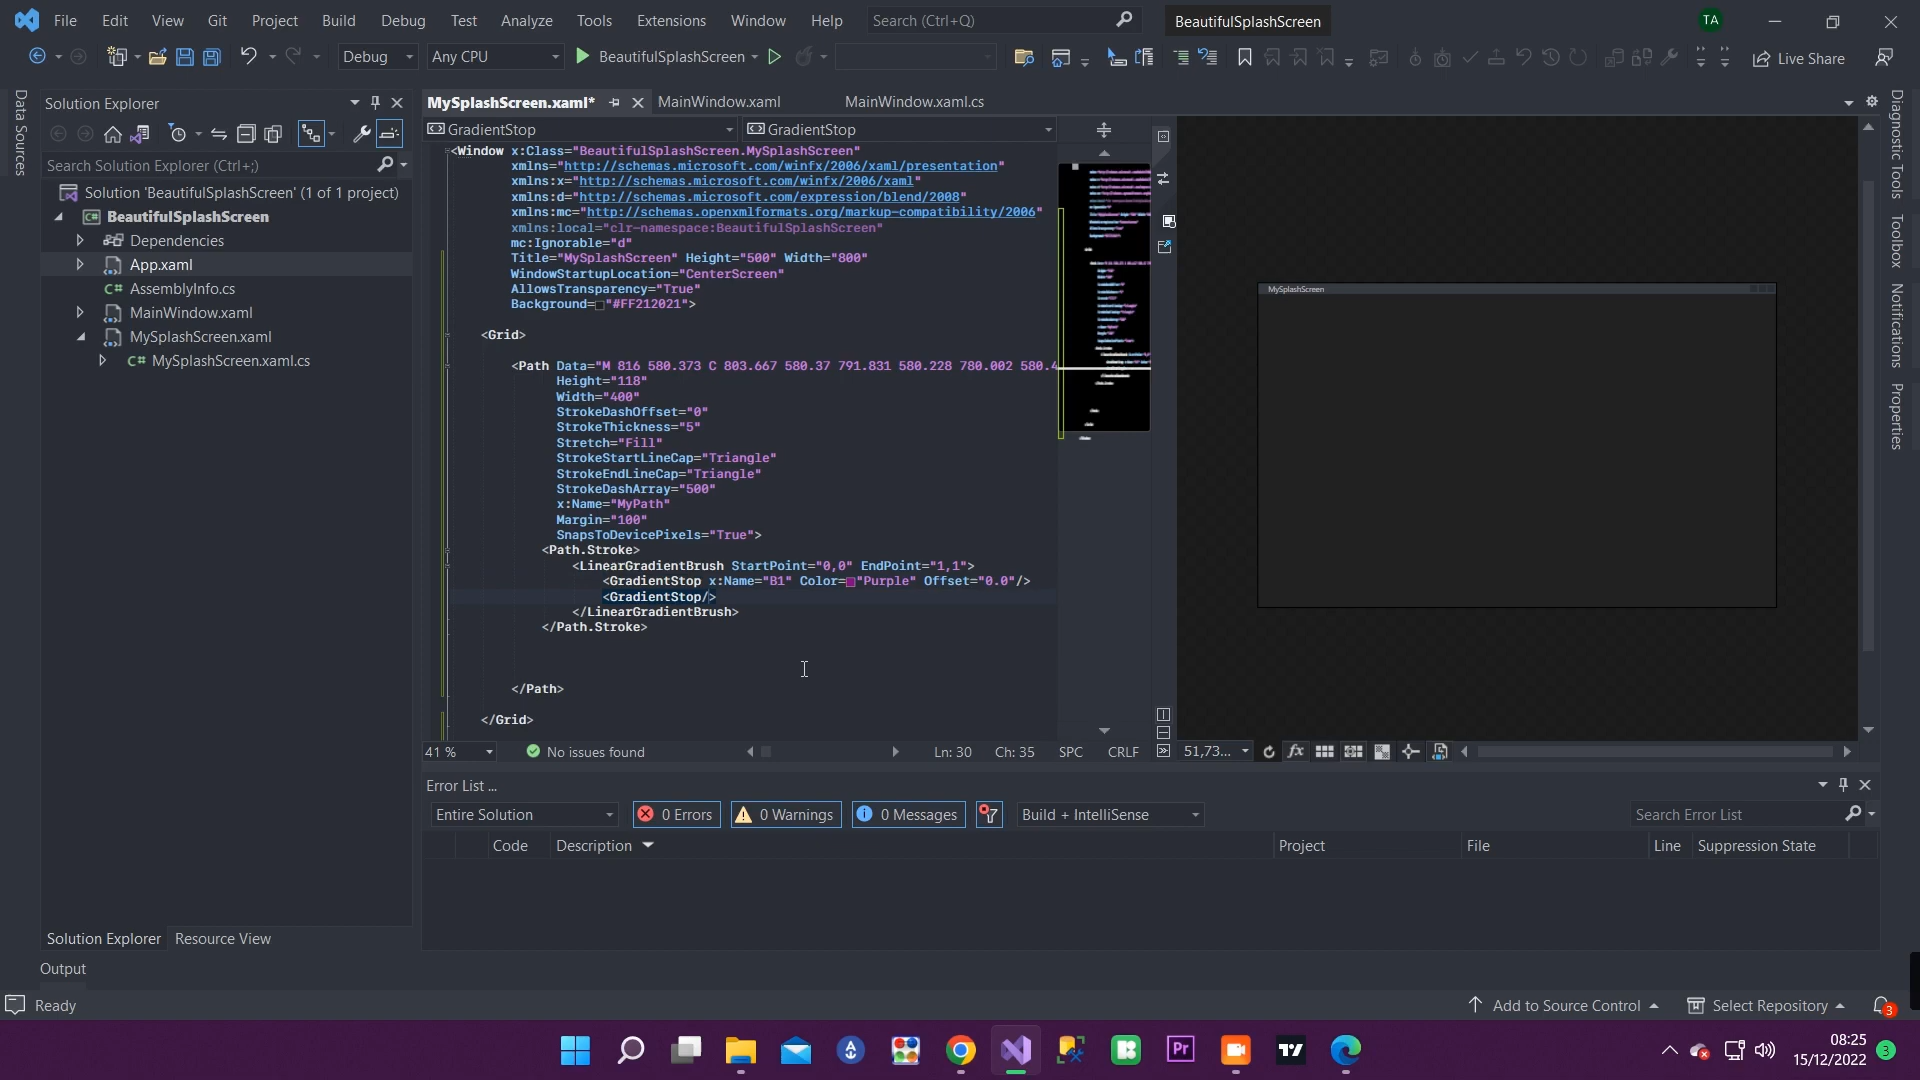 File Edit View Git Project Build Debug Test Analyze Tools Extensions Window Help Search (Ctrl+Q) BeautifulSplashScreen TA
Debug Any CPU BeautifulSplashScreen Live Share
Data Sources
Solution Explorer
Search Solution Explorer (Ctrl+;)
Solution 'BeautifulSplashScreen' (1 of 1 project)
C# BeautifulSplashScreen
Dependencies
App.xaml
C# AssemblyInfo.cs
MainWindow.xaml
MySplashScreen.xaml
C# MySplashScreen.xaml.cs
Solution Explorer Resource View
MySplashScreen.xaml* MainWindow.xaml MainWindow.xaml.cs
GradientStop GradientStop
<Window x:Class="BeautifulSplashScreen.MySplashScreen"
xmlns="http://schemas.microsoft.com/winfx/2006/xaml/presentation"
xmlns:x="http://schemas.microsoft.com/winfx/2006/xaml"
xmlns:d="http://schemas.microsoft.com/expression/blend/2008"
xmlns:mc="http://schemas.openxmlformats.org/markup-compatibility/2006"
xmlns:local="clr-namespace:BeautifulSplashScreen"
mc:Ignorable="d"
Title="MySplashScreen" Height="500" Width="800"
WindowStartupLocation="CenterScreen"
AllowsTransparency="True"
Background="#FF212021">
<Grid>
<Path Data="M 816 580.373 C 803.667 580.37 791.831 580.228 780.002 580.4
Height="118"
Width="400"
StrokeDashOffset="0"
StrokeThickness="5"
Stretch="Fill"
StrokeStartLineCap="Triangle"
StrokeEndLineCap="Triangle"
StrokeDashArray="500"
x:Name="MyPath"
Margin="100"
SnapsToDevicePixels="True">
<Path.Stroke>
<LinearGradientBrush StartPoint="0,0" EndPoint="1,1">
<GradientStop x:Name="B1" Color="Purple" Offset="0.0"/>
<GradientStop/>
</LinearGradientBrush>
</Path.Stroke>
</Path>
</Grid>
41 % No issues found Ln: 30 Ch: 35 SPC CRLF
MySplashScreen
51,73...
Diagnostic Tools
Toolbox
Notifications
Properties
Error List ...
Entire Solution 0 Errors 0 Warnings 0 Messages Build + IntelliSense Search Error List
Code Description Project File Line Suppression State
Output
Ready Add to Source Control Select Repository 3
Pr
08:25
15/12/2022 3